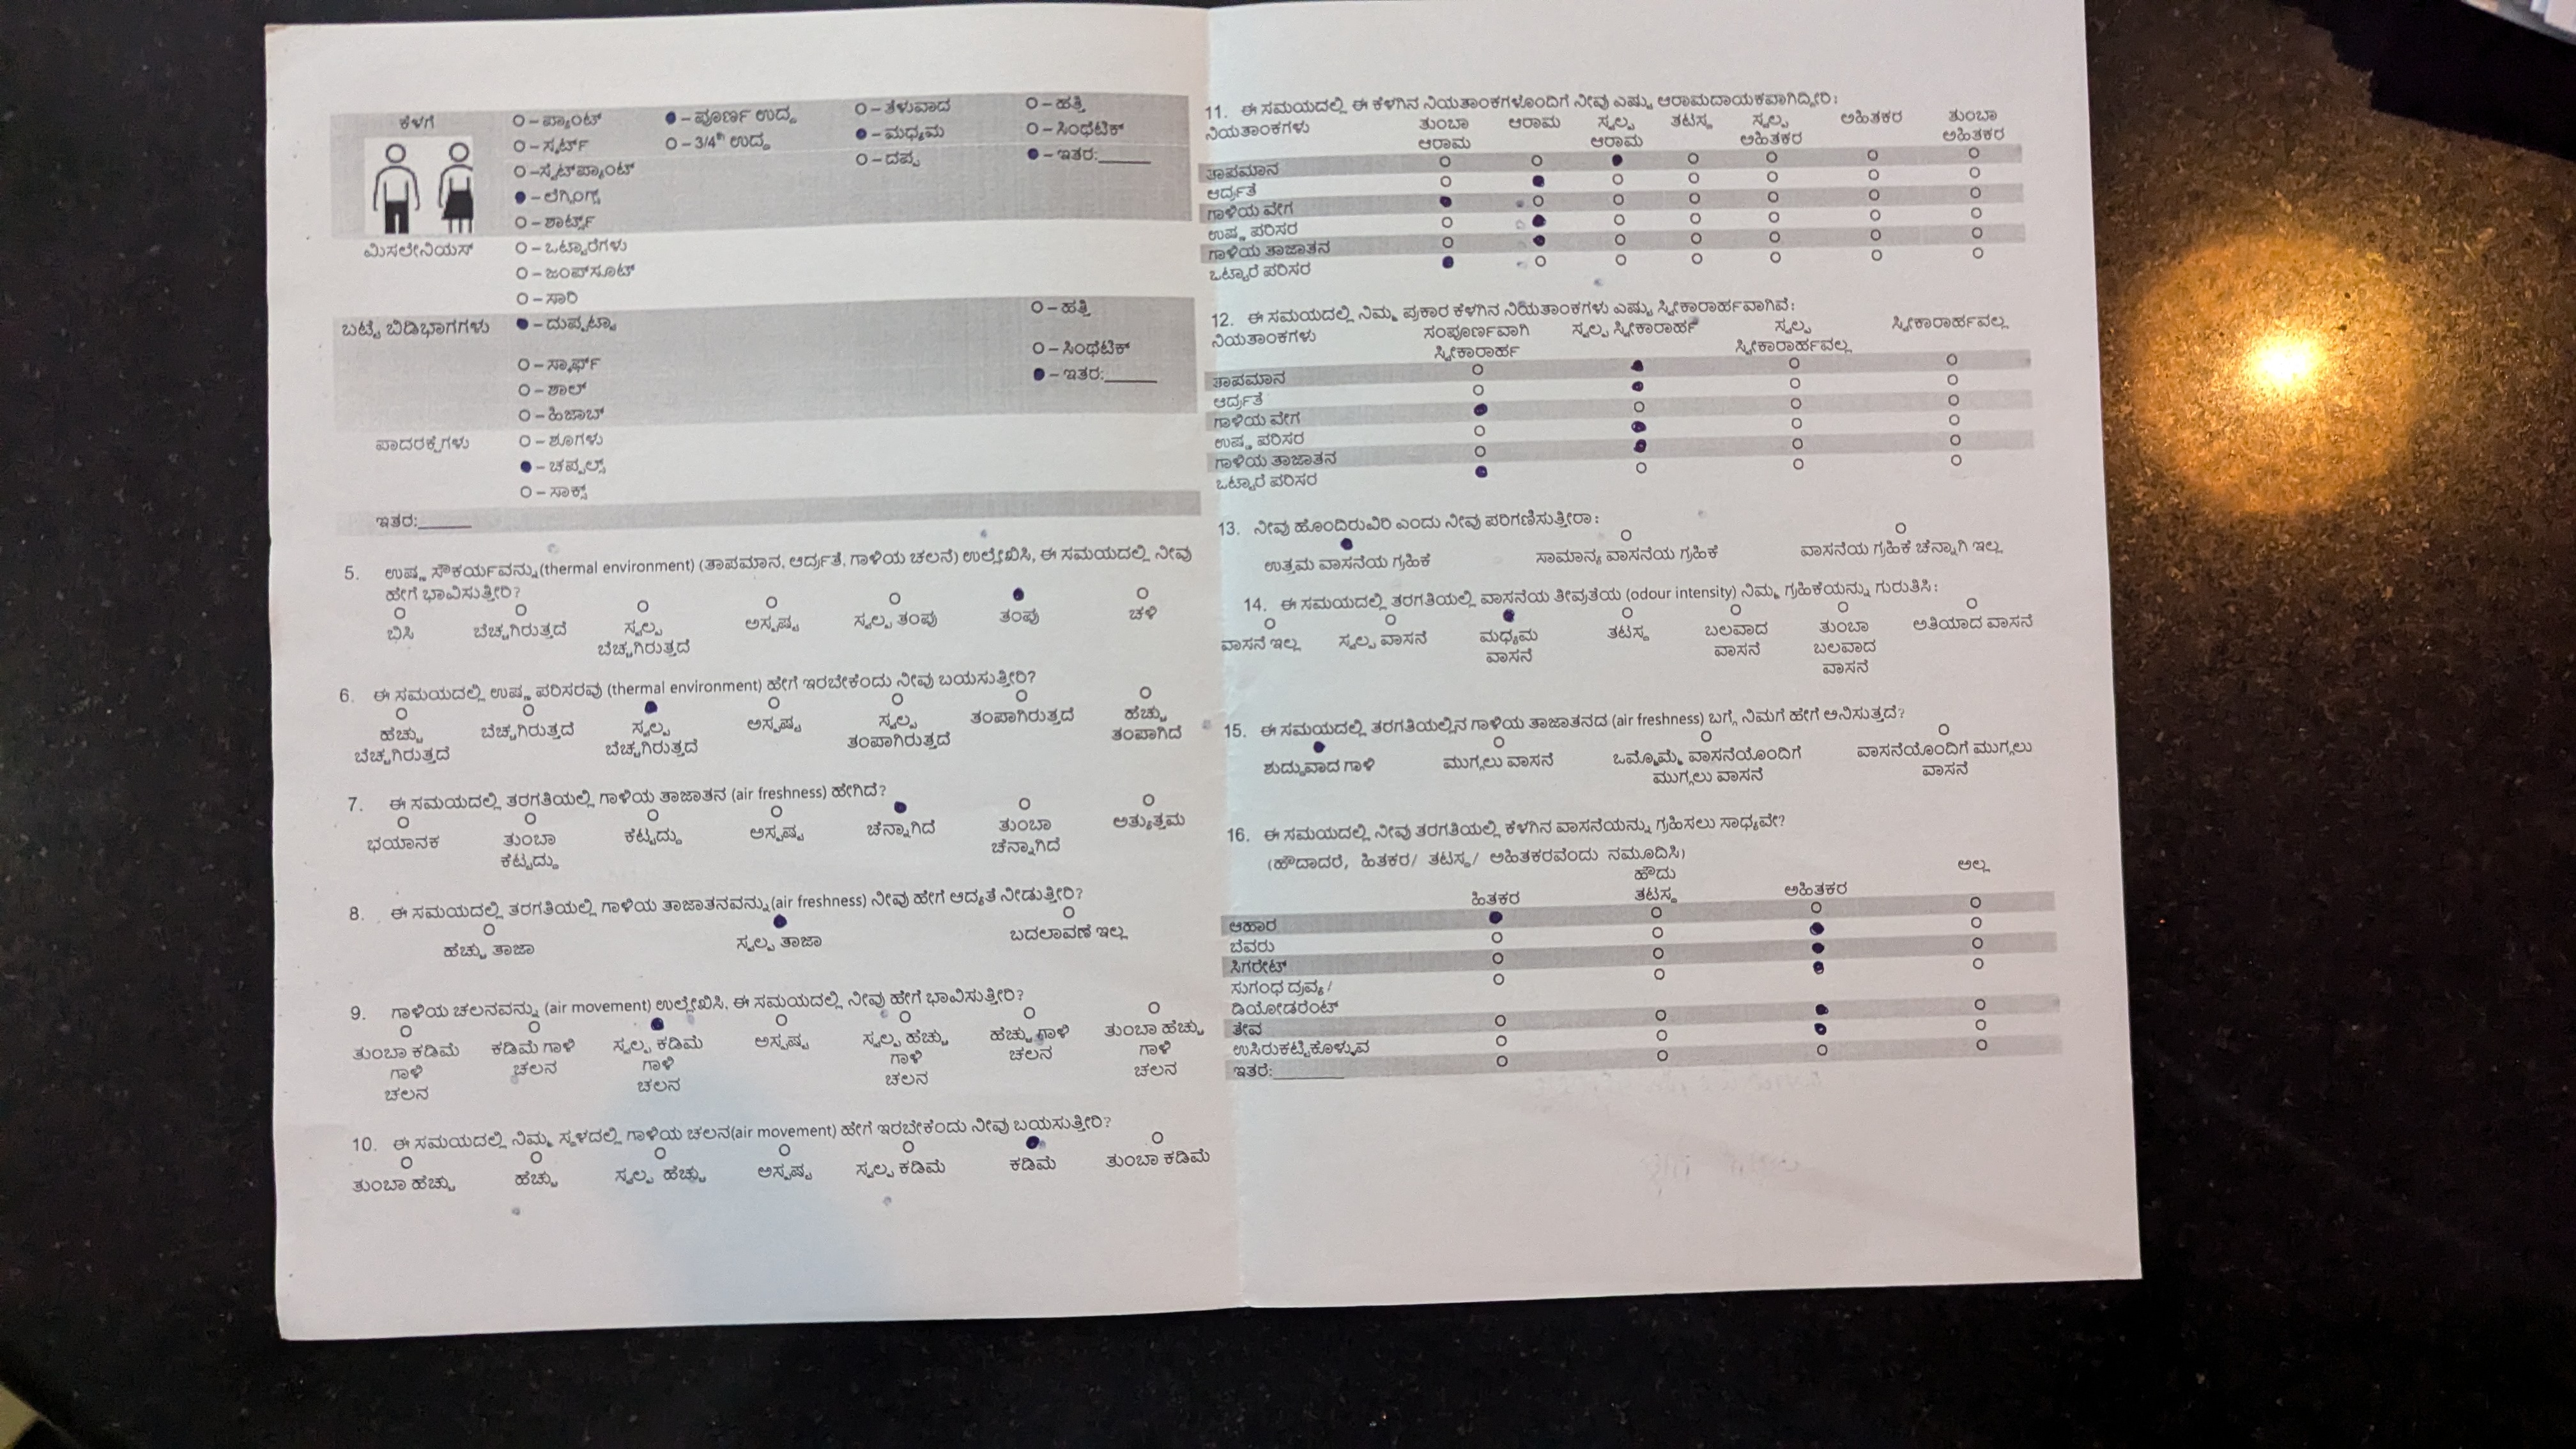 ಕೆಳಗೆ
O – ಪ್ಯಾಂಟ್ ● – ಪೂರ್ಣ ಉದ್ದ O – ತೆಳುವಾದ O – ಹತ್ತಿ
O – ಸ್ಕರ್ಟ್ O – 3/4th ಉದ್ದ ● – ಮಧ್ಯಮ O – ಸಿಂಥೆಟಿಕ್
O –ಸ್ವೆಟ್‌ಪ್ಯಾಂಟ್ O – ದಪ್ಪ ● – ಇತರ:______
● – ಲೆಗ್ಗಿಂಗ್ಸ್
O – ಶಾರ್ಟ್ಸ್
ಮಿಸಲೇನಿಯಸ್ O – ಒಟ್ಟಾರೆಗಳು
O – ಜಂಪ್‌ಸೂಟ್
O – ಸಾರಿ
ಬಟ್ಟೆ ಬಿಡಿಭಾಗಗಳು ● – ದುಪ್ಪಟ್ಟಾ O – ಹತ್ತಿ
O – ಸ್ಕಾರ್ಫ್ O – ಸಿಂಥೆಟಿಕ್
O – ಶಾಲ್ ● – ಇತರ:______
O – ಹಿಜಾಬ್
ಪಾದರಕ್ಷೆಗಳು O – ಶೂಗಳು
● – ಚಪ್ಪಲ್ಸ್
O – ಸಾಕ್ಸ್
ಇತರ:______
5. ಉಷ್ಣ ಸೌಕರ್ಯವನ್ನು(thermal environment) (ತಾಪಮಾನ, ಆರ್ದ್ರತೆ, ಗಾಳಿಯ ಚಲನೆ) ಉಲ್ಲೇಖಿಸಿ, ಈ ಸಮಯದಲ್ಲಿ ನೀವು
ಹೇಗೆ ಭಾವಿಸುತ್ತೀರಿ?
ಭಿಸಿ ಬೆಚ್ಚಗಿರುತ್ತದೆ ಸ್ವಲ್ಪ ಅಸ್ಪಷ್ಟ ಸ್ವಲ್ಪ ತಂಪು ತಂಪು ಚಳಿ
ಬೆಚ್ಚಗಿರುತ್ತದೆ
6. ಈ ಸಮಯದಲ್ಲಿ ಉಷ್ಣ ಪರಿಸರವು (thermal environment) ಹೇಗೆ ಇರಬೇಕೆಂದು ನೀವು ಬಯಸುತ್ತೀರಿ?
ಹೆಚ್ಚು ಬೆಚ್ಚಗಿರುತ್ತದೆ ಸ್ವಲ್ಪ ಅಸ್ಪಷ್ಟ ಸ್ವಲ್ಪ ತಂಪಾಗಿರುತ್ತದೆ ಹೆಚ್ಚು
ಬೆಚ್ಚಗಿರುತ್ತದೆ ಬೆಚ್ಚಗಿರುತ್ತದೆ ತಂಪಾಗಿರುತ್ತದೆ ತಂಪಾಗಿದೆ
7. ಈ ಸಮಯದಲ್ಲಿ ತರಗತಿಯಲ್ಲಿ ಗಾಳಿಯ ತಾಜಾತನ (air freshness) ಹೇಗಿದೆ?
ಭಯಾನಕ ತುಂಬಾ ಕೆಟ್ಟದ್ದು ಅಸ್ಪಷ್ಟ ಚೆನ್ನಾಗಿದೆ ತುಂಬಾ ಅತ್ಯುತ್ತಮ
ಕೆಟ್ಟದ್ದು ಚೆನ್ನಾಗಿದೆ
8. ಈ ಸಮಯದಲ್ಲಿ ತರಗತಿಯಲ್ಲಿ ಗಾಳಿಯ ತಾಜಾತನವನ್ನು(air freshness) ನೀವು ಹೇಗೆ ಆದ್ಯತೆ ನೀಡುತ್ತೀರಿ?
ಹೆಚ್ಚು ತಾಜಾ ಸ್ವಲ್ಪ ತಾಜಾ ಬದಲಾವಣೆ ಇಲ್ಲ
9. ಗಾಳಿಯ ಚಲನವನ್ನು (air movement) ಉಲ್ಲೇಖಿಸಿ, ಈ ಸಮಯದಲ್ಲಿ ನೀವು ಹೇಗೆ ಭಾವಿಸುತ್ತೀರಿ?
ತುಂಬಾ ಕಡಿಮೆ ಕಡಿಮೆ ಗಾಳಿ ಸ್ವಲ್ಪ ಕಡಿಮೆ ಅಸ್ಪಷ್ಟ ಸ್ವಲ್ಪ ಹೆಚ್ಚು ಹೆಚ್ಚು ಗಾಳಿ ತುಂಬಾ ಹೆಚ್ಚು
ಗಾಳಿ ಚಲನ ಗಾಳಿ ಗಾಳಿ ಚಲನ ಗಾಳಿ
ಚಲನ ಚಲನ ಚಲನ ಚಲನ
10. ಈ ಸಮಯದಲ್ಲಿ ನಿಮ್ಮ ಸ್ಥಳದಲ್ಲಿ ಗಾಳಿಯ ಚಲನ(air movement) ಹೇಗೆ ಇರಬೇಕೆಂದು ನೀವು ಬಯಸುತ್ತೀರಿ?
ತುಂಬಾ ಹೆಚ್ಚು ಹೆಚ್ಚು ಸ್ವಲ್ಪ ಹೆಚ್ಚು ಅಸ್ಪಷ್ಟ ಸ್ವಲ್ಪ ಕಡಿಮೆ ಕಡಿಮೆ ತುಂಬಾ ಕಡಿಮೆ
11. ಈ ಸಮಯದಲ್ಲಿ ಈ ಕೆಳಗಿನ ನಿಯತಾಂಕಗಳೊಂದಿಗೆ ನೀವು ಎಷ್ಟು ಆರಾಮದಾಯಕವಾಗಿದ್ದೀರಿ:
ನಿಯತಾಂಕಗಳು ತುಂಬಾ ಆರಾಮ ಸ್ವಲ್ಪ ತಟಸ್ಥ ಸ್ವಲ್ಪ ಅಹಿತಕರ ತುಂಬಾ
ಆರಾಮ ಆರಾಮ ಅಹಿತಕರ ಅಹಿತಕರ
ತಾಪಮಾನ
ಆರ್ದ್ರತೆ
ಗಾಳಿಯ ವೇಗ
ಉಷ್ಣ ಪರಿಸರ
ಗಾಳಿಯ ತಾಜಾತನ
ಒಟ್ಟಾರೆ ಪರಿಸರ
12. ಈ ಸಮಯದಲ್ಲಿ ನಿಮ್ಮ ಪ್ರಕಾರ ಕೆಳಗಿನ ನಿಯತಾಂಕಗಳು ಎಷ್ಟು ಸ್ವೀಕಾರಾರ್ಹವಾಗಿವೆ:
ನಿಯತಾಂಕಗಳು ಸಂಪೂರ್ಣವಾಗಿ ಸ್ವಲ್ಪ ಸ್ವೀಕಾರಾರ್ಹ ಸ್ವಲ್ಪ ಸ್ವೀಕಾರಾರ್ಹವಲ್ಲ
ಸ್ವೀಕಾರಾರ್ಹ ಸ್ವೀಕಾರಾರ್ಹವಲ್ಲ
ತಾಪಮಾನ
ಆರ್ದ್ರತೆ
ಗಾಳಿಯ ವೇಗ
ಉಷ್ಣ ಪರಿಸರ
ಗಾಳಿಯ ತಾಜಾತನ
ಒಟ್ಟಾರೆ ಪರಿಸರ
13. ನೀವು ಹೊಂದಿರುವಿರಿ ಎಂದು ನೀವು ಪರಿಗಣಿಸುತ್ತೀರಾ:
ಉತ್ತಮ ವಾಸನೆಯ ಗ್ರಹಿಕೆ ಸಾಮಾನ್ಯ ವಾಸನೆಯ ಗ್ರಹಿಕೆ ವಾಸನೆಯ ಗ್ರಹಿಕೆ ಚೆನ್ನಾಗಿ ಇಲ್ಲ
14. ಈ ಸಮಯದಲ್ಲಿ ತರಗತಿಯಲ್ಲಿ ವಾಸನೆಯ ತೀವ್ರತೆಯ (odour intensity) ನಿಮ್ಮ ಗ್ರಹಿಕೆಯನ್ನು ಗುರುತಿಸಿ:
ವಾಸನೆ ಇಲ್ಲ ಸ್ವಲ್ಪ ವಾಸನೆ ಮಧ್ಯಮ ತಟಸ್ಥ ಬಲವಾದ ತುಂಬಾ ಅತಿಯಾದ ವಾಸನೆ
ವಾಸನೆ ವಾಸನೆ ಬಲವಾದ
ವಾಸನೆ
15. ಈ ಸಮಯದಲ್ಲಿ ತರಗತಿಯಲ್ಲಿನ ಗಾಳಿಯ ತಾಜಾತನದ (air freshness) ಬಗ್ಗೆ ನಿಮಗೆ ಹೇಗೆ ಅನಿಸುತ್ತದೆ?
ಶುದ್ಧವಾದ ಗಾಳಿ ಮುಗ್ಗಲು ವಾಸನೆ ಒಮ್ಮೊಮ್ಮೆ ವಾಸನೆಯೊಂದಿಗೆ ವಾಸನೆಯೊಂದಿಗೆ ಮುಗ್ಗಲು
ಮುಗ್ಗಲು ವಾಸನೆ ವಾಸನೆ
16. ಈ ಸಮಯದಲ್ಲಿ ನೀವು ತರಗತಿಯಲ್ಲಿ ಕೆಳಗಿನ ವಾಸನೆಯನ್ನು ಗ್ರಹಿಸಲು ಸಾಧ್ಯವೇ?
(ಹೌದಾದರೆ, ಹಿತಕರ/ ತಟಸ್ಥ/ ಅಹಿತಕರವೆಂದು ನಮೂದಿಸಿ)
ಹೌದು ಅಲ್ಲ
ಹಿತಕರ ತಟಸ್ಥ ಅಹಿತಕರ
ಆಹಾರ
ಬೆವರು
ಸಿಗರೇಟ್
ಸುಗಂಧ ದ್ರವ್ಯ/
ಡಿಯೋಡರೆಂಟ್
ತೇವ
ಉಸಿರುಕಟ್ಟಿಕೊಳ್ಳುವ
ಇತರೆ:________